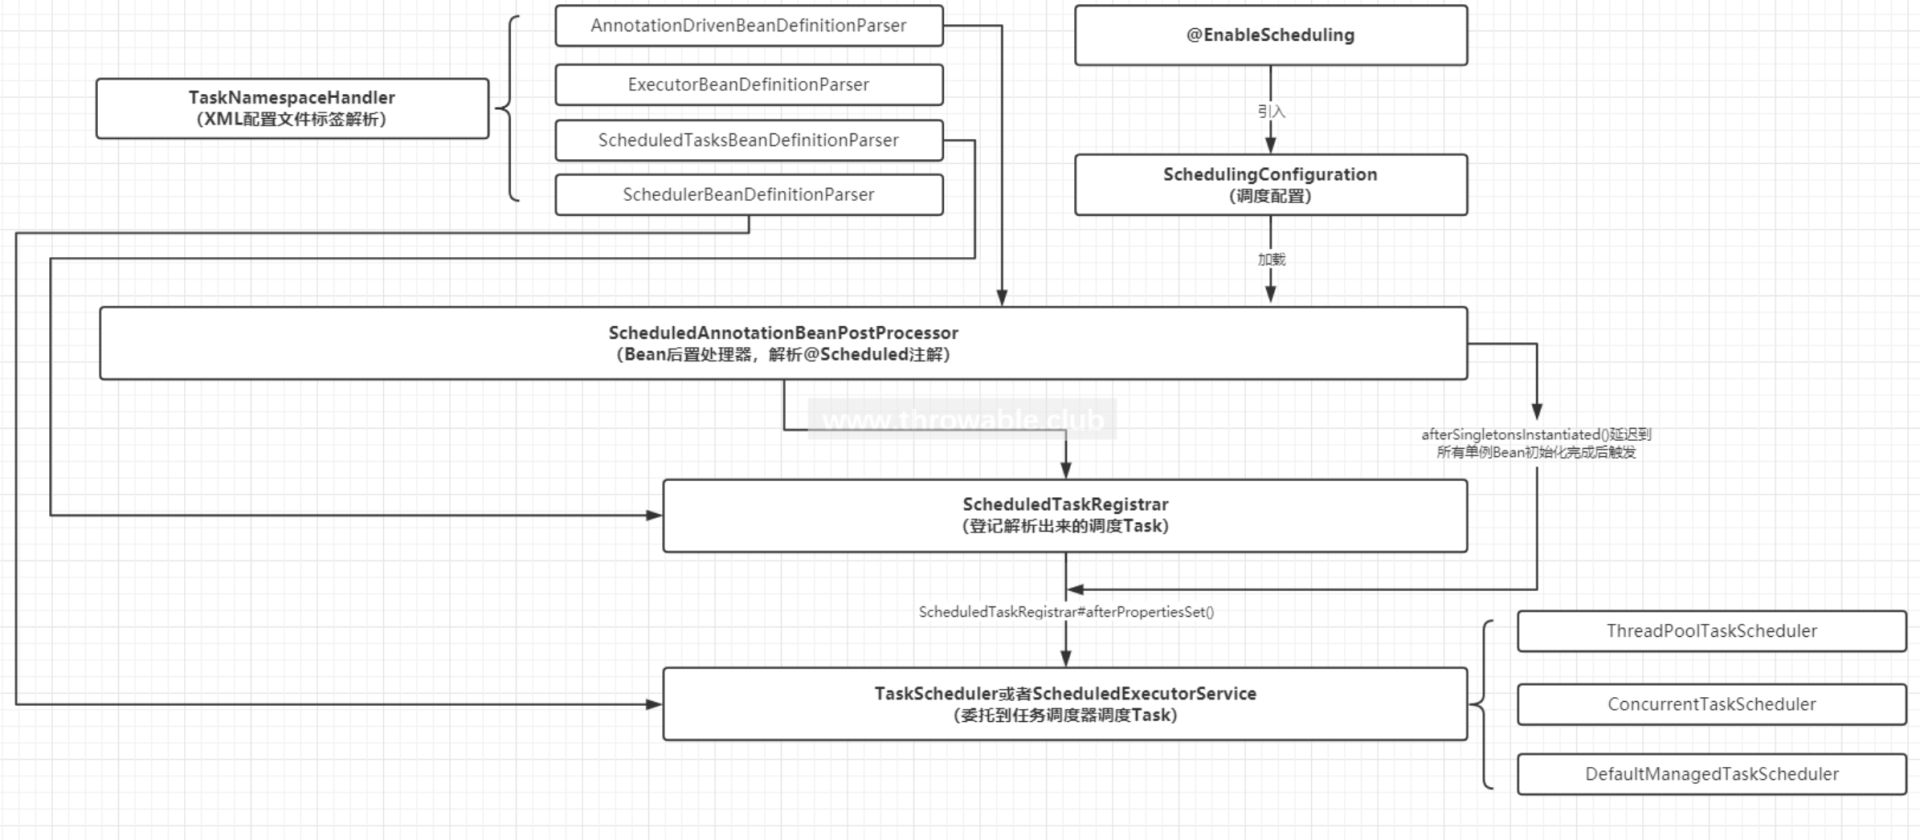 AnnotationDrivenBeanDefinitionParser
ExecutorBeanDefinitionParser
ScheduledTasksBeanDefinitionParser
SchedulerBeanDefinitionParser
TaskNamespaceHandler
(XML配置文件标签解析)
@EnableScheduling
引入
SchedulingConfiguration
(调度配置)
加载
ScheduledAnnotationBeanPostProcessor
(Bean后置处理器，解析@Scheduled注解)
www.throwable.club
afterSingletonsInstantiated()延迟到
所有单例Bean初始化完成后触发
ScheduledTaskRegistrar
(登记解析出来的调度Task)
ScheduledTaskRegistrar#afterPropertiesSet()
TaskScheduler或者ScheduledExecutorService
(委托到任务调度器调度Task)
ThreadPoolTaskScheduler
ConcurrentTaskScheduler
DefaultManagedTaskScheduler